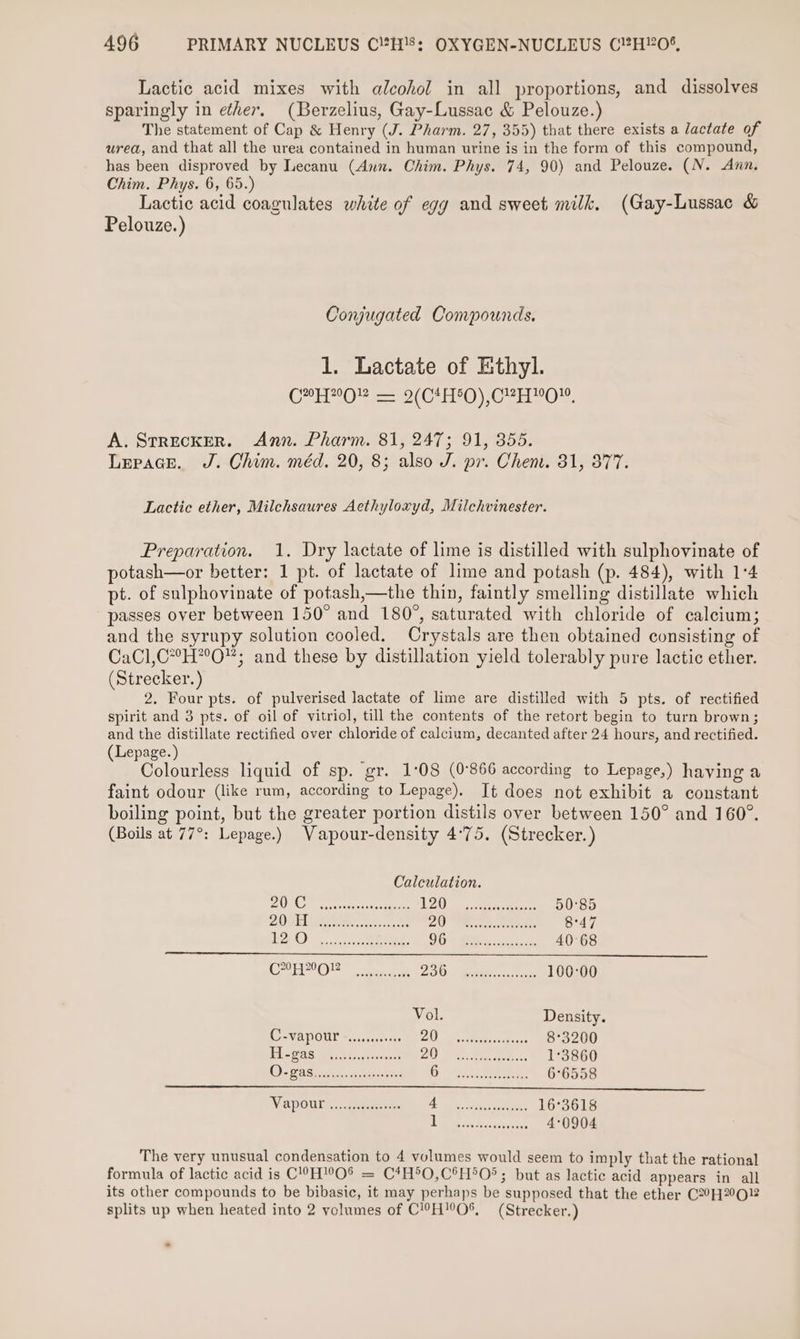 496 PRIMARY NUCLEUS C¹²H¹⁸: OXYGEN-NUCLEUS C¹²H¹²O⁶.
Lactic acid mixes with alcohol in all proportions, and dissolves
sparingly in ether. (Berzelius, Gay-Lussac & Pelouze.)
The statement of Cap & Henry (J. Pharm. 27, 355) that there exists a lactate of
urea, and that all the urea contained in human urine is in the form of this compound,
has been disproved by Lecanu (Ann. Chim. Phys. 74, 90) and Pelouze. (N. Ann.
Chim. Phys. 6, 65.)
Lactic acid coagulates white of egg and sweet milk. (Gay-Lussac &
Pelouze.)
Conjugated Compounds.
1. Lactate of Ethyl.
C²⁰H²⁰O¹² = 2(C⁴H⁵O),C¹²H¹⁰O¹⁰.
A. STRECKER. Ann. Pharm. 81, 247; 91, 355.
LEPAGE. J. Chim. méd. 20, 8; also J. pr. Chem. 31, 377.
Lactic ether, Milchsaures Aethyloxyd, Milchvinester.
Preparation. 1. Dry lactate of lime is distilled with sulphovinate of
potash—or better: 1 pt. of lactate of lime and potash (p. 484), with 1·4
pt. of sulphovinate of potash,—the thin, faintly smelling distillate which
passes over between 150° and 180°, saturated with chloride of calcium;
and the syrupy solution cooled. Crystals are then obtained consisting of
CaCl,C²⁰H²⁰O¹²; and these by distillation yield tolerably pure lactic ether.
(Strecker.)
2. Four pts. of pulverised lactate of lime are distilled with 5 pts. of rectified
spirit and 3 pts. of oil of vitriol, till the contents of the retort begin to turn brown;
and the distillate rectified over chloride of calcium, decanted after 24 hours, and rectified.
(Lepage.)
Colourless liquid of sp. gr. 1·08 (0·866 according to Lepage,) having a
faint odour (like rum, according to Lepage). It does not exhibit a constant
boiling point, but the greater portion distils over between 150° and 160°.
(Boils at 77°: Lepage.) Vapour-density 4·75. (Strecker.)
Calculation.
20 C ................ 120 ................ 50·85
20 H ................ 20 ................ 8·47
12 O ................ 96 ................ 40·68
C²⁰H²⁰O¹² ............ 236 ................ 100·00
Vol. Density.
C-vapour ............ 20 ................ 8·3200
H-gas ................ 20 ................ 1·3860
O-gas ................ 6 ................ 6·6558
Vapour ............... 4 ................ 16·3618
1 ................ 4·0904
The very unusual condensation to 4 volumes would seem to imply that the rational
formula of lactic acid is C¹⁰H¹⁰O⁶ = C⁴H⁵O,C⁶H⁵O⁵; but as lactic acid appears in all
its other compounds to be bibasic, it may perhaps be supposed that the ether C²⁰H²⁰O¹²
splits up when heated into 2 volumes of C¹⁰H¹⁰O⁶. (Strecker.)